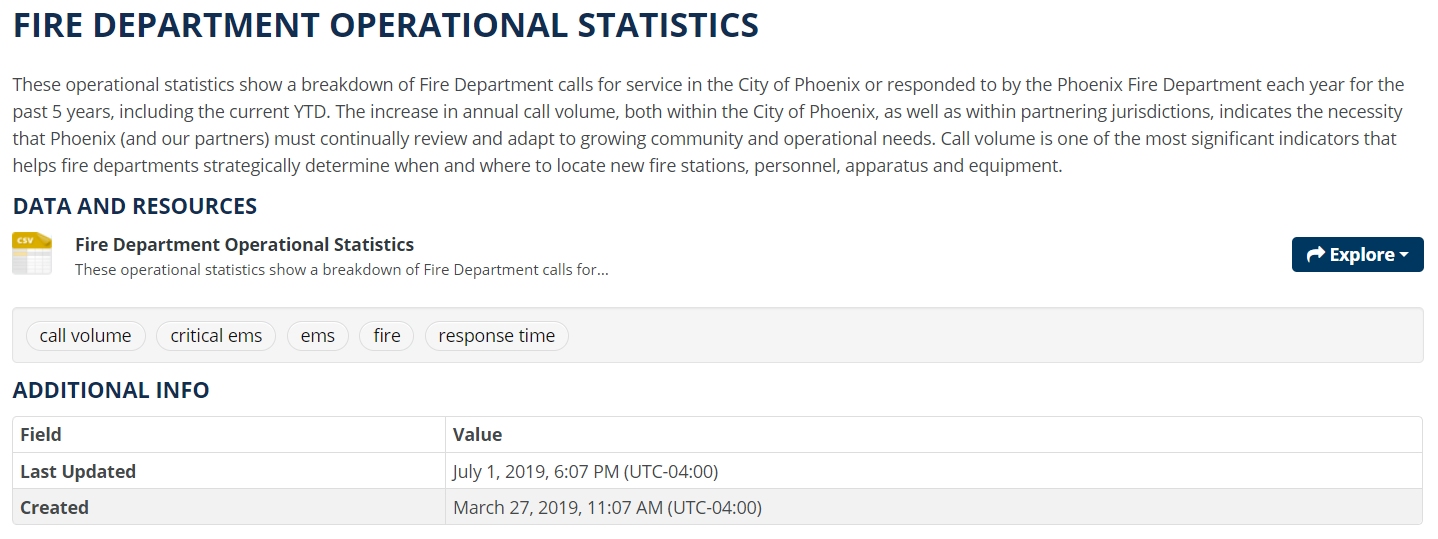 FIRE DEPARTMENT OPERATIONAL STATISTICS
These operational statistics show a breakdown of Fire Department calls for service in the City of Phoenix or responded to by the Phoenix Fire Department each year for the
past 5 years, including the current YTD. The increase in annual call volume, both within the City of Phoenix, as well as within partnering jurisdictions, indicates the necessity
that Phoenix (and our partners) must continually review and adapt to growing community and operational needs. Call volume is one of the most significant indicators that
helps fire departments strategically determine when and where to locate new fire stations, personnel, apparatus and equipment.
DATA AND RESOURCES
CSV
Fire Department Operational Statistics
These operational statistics show a breakdown of Fire Department calls for...
Explore
call volume critical ems ems fire response time
ADDITIONAL INFO
Field Value
Last Updated July 1, 2019, 6:07 PM (UTC-04:00)
Created March 27, 2019, 11:07 AM (UTC-04:00)